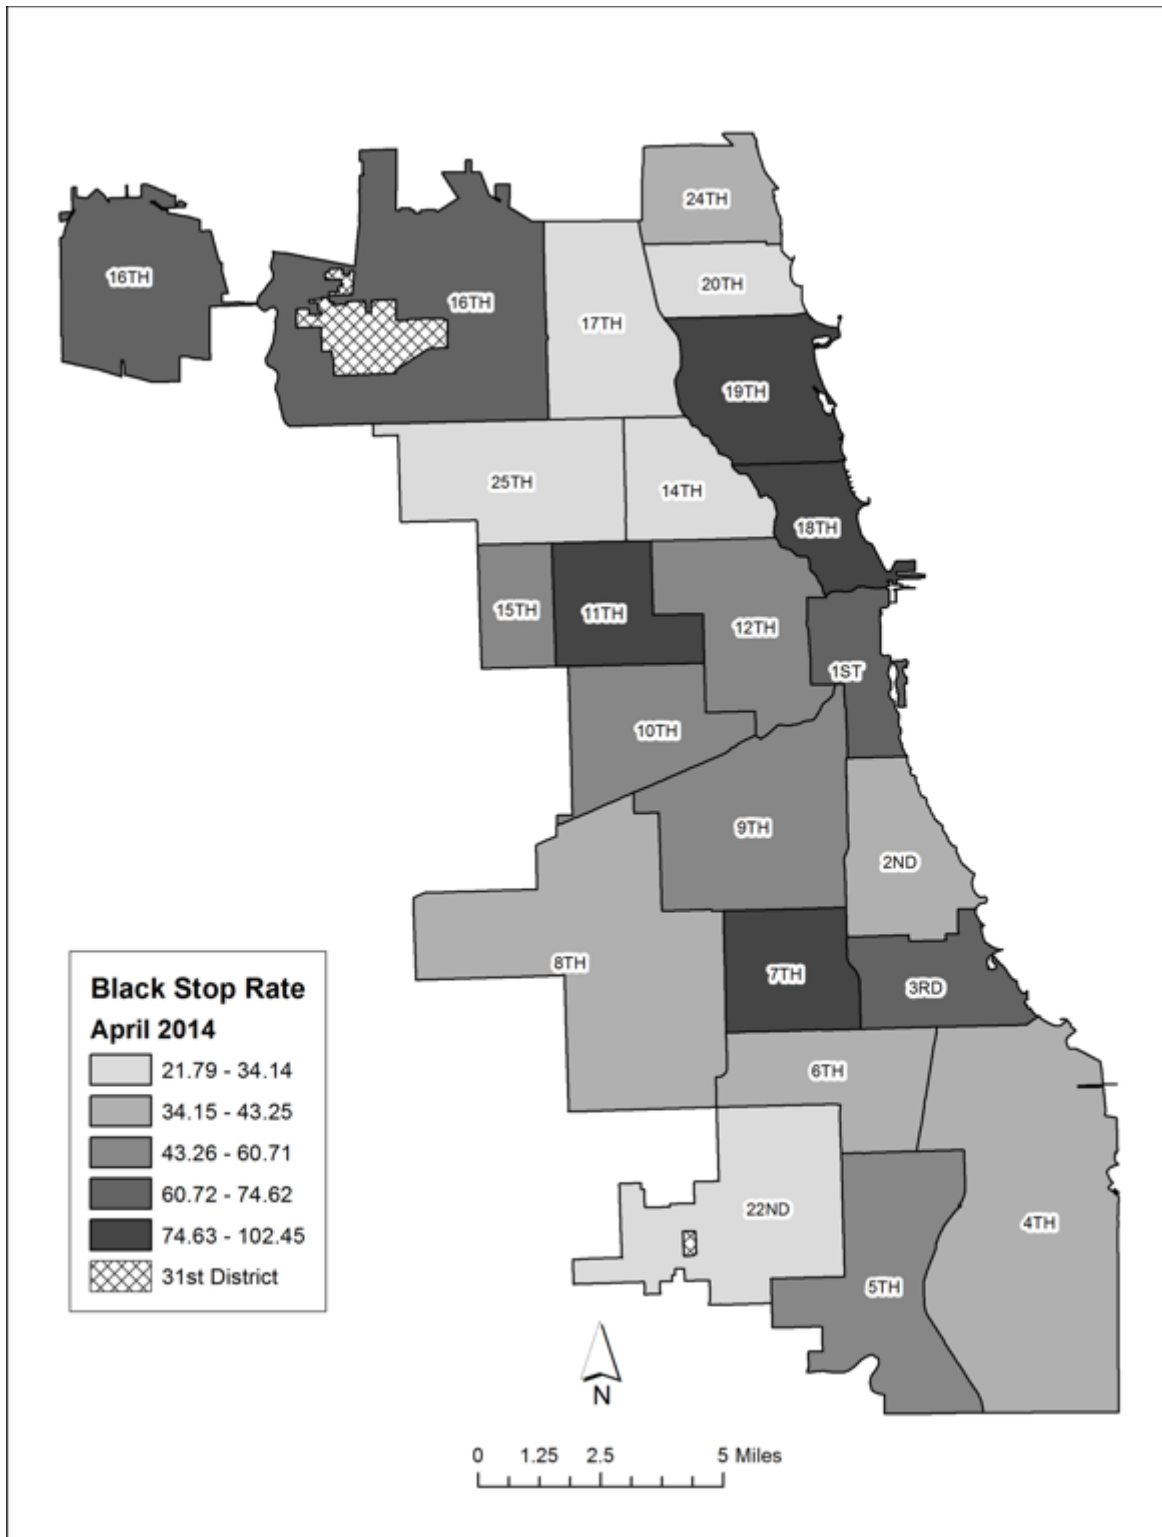 24TH
16TH
20TH
16TH
17TH
19TH
25TH
14TH
18TH
15TH
11TH
12TH
1ST
10TH
9TH
2ND
8TH
7TH
3RD
Black Stop Rate
April 2014
21.79 - 34.14
34.15 - 43.25
43.26 - 60.71
60.72 - 74.62
74.63 - 102.45
31st District
6TH
22ND
4TH
5TH
N
0 1.25 2.5 5 Miles